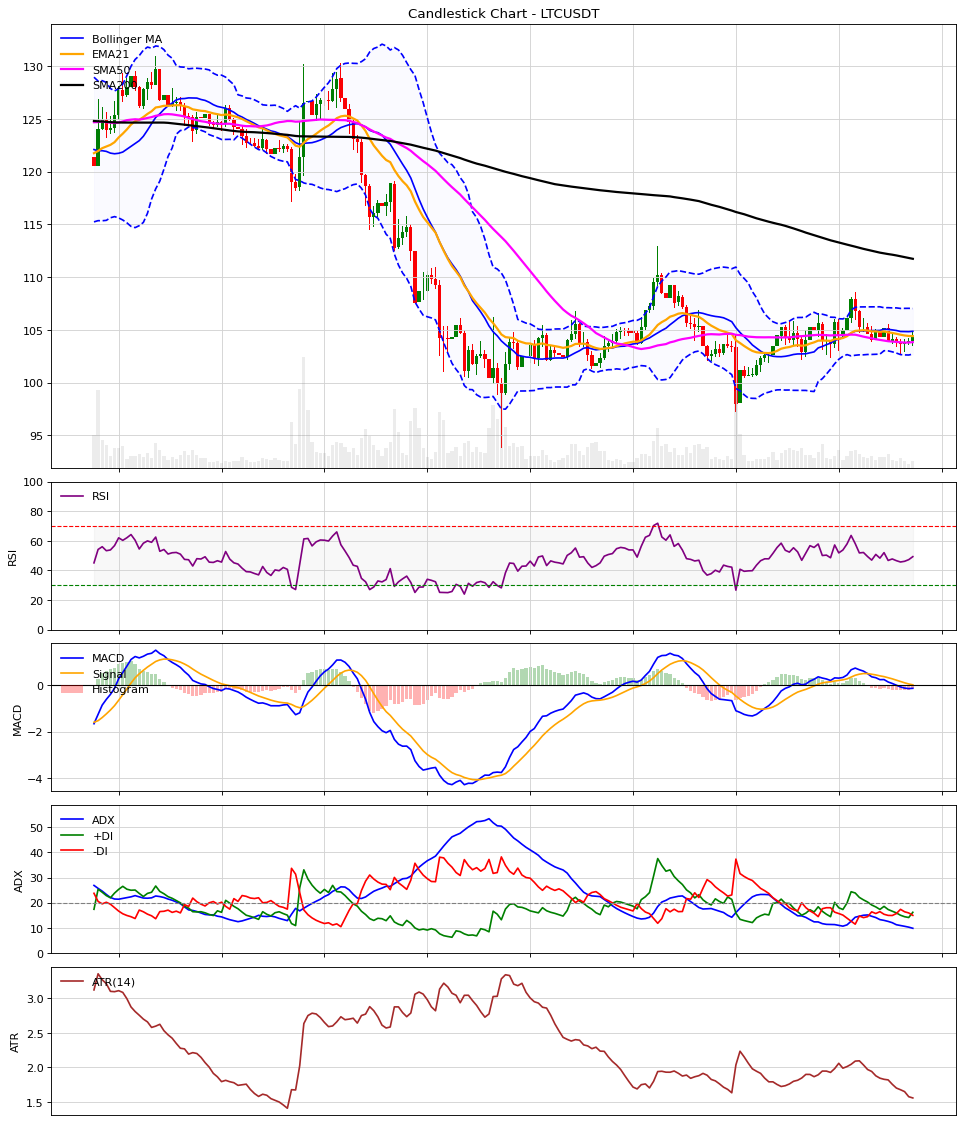 Candlestick Chart - LTCUSDT
Bollinger MA
EMA21
SMA50
SMA200
130
125
120
115
110
105
100
95
RSI
100
80
60
40
20
0
RSI
MACD
Signal
Histogram
0
−2
−4
MACD
ADX
+DI
-DI
50
40
30
20
10
0
ADX
ATR(14)
3.0
2.5
2.0
1.5
ATR